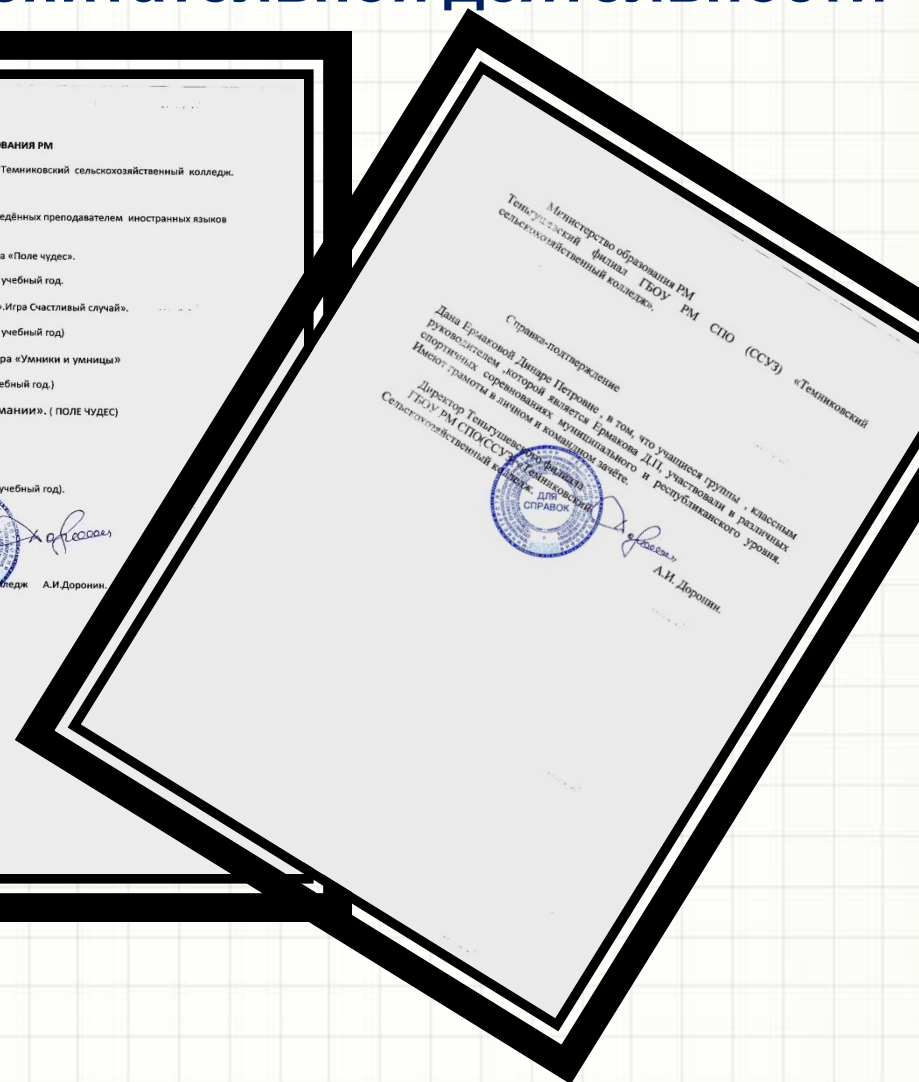 спитательной деятельности
ОВАНИЯ РМ
Темниковский сельскохозяйственный колледж.
едённых преподавателем иностранных языков
а «Поле чудес».
учебный год.
».Игра Счастливый случай».
учебный год)
ра «Умники и умницы»
ебный год.)
мании». ( ПОЛЕ ЧУДЕС)
учебный год).
лледж А.И.Доронин.
Министерство образования РМ
Теньгушевский филиал ГБОУ РМ СПО (ССУЗ) «Темниковский
сельскохозяйственный колледж».
Справка-подтверждение
Дана Ермаковой Динаре Петровне , в том, что учащиеся группы , классным
руководителем ,которой является Ермакова Д.П, участвовали в различных
спортичных соревнованиях муниципального и республиканского уровня.
Имеют грамоты в личном и командном зачёте.
Директор Теньгушевского филиала
ГБОУ РМ СПО(ССУЗ) «Темниковский
Сельскохозяйственный колледж.
ДЛЯ
СПРАВОК
А.И. Доронин.